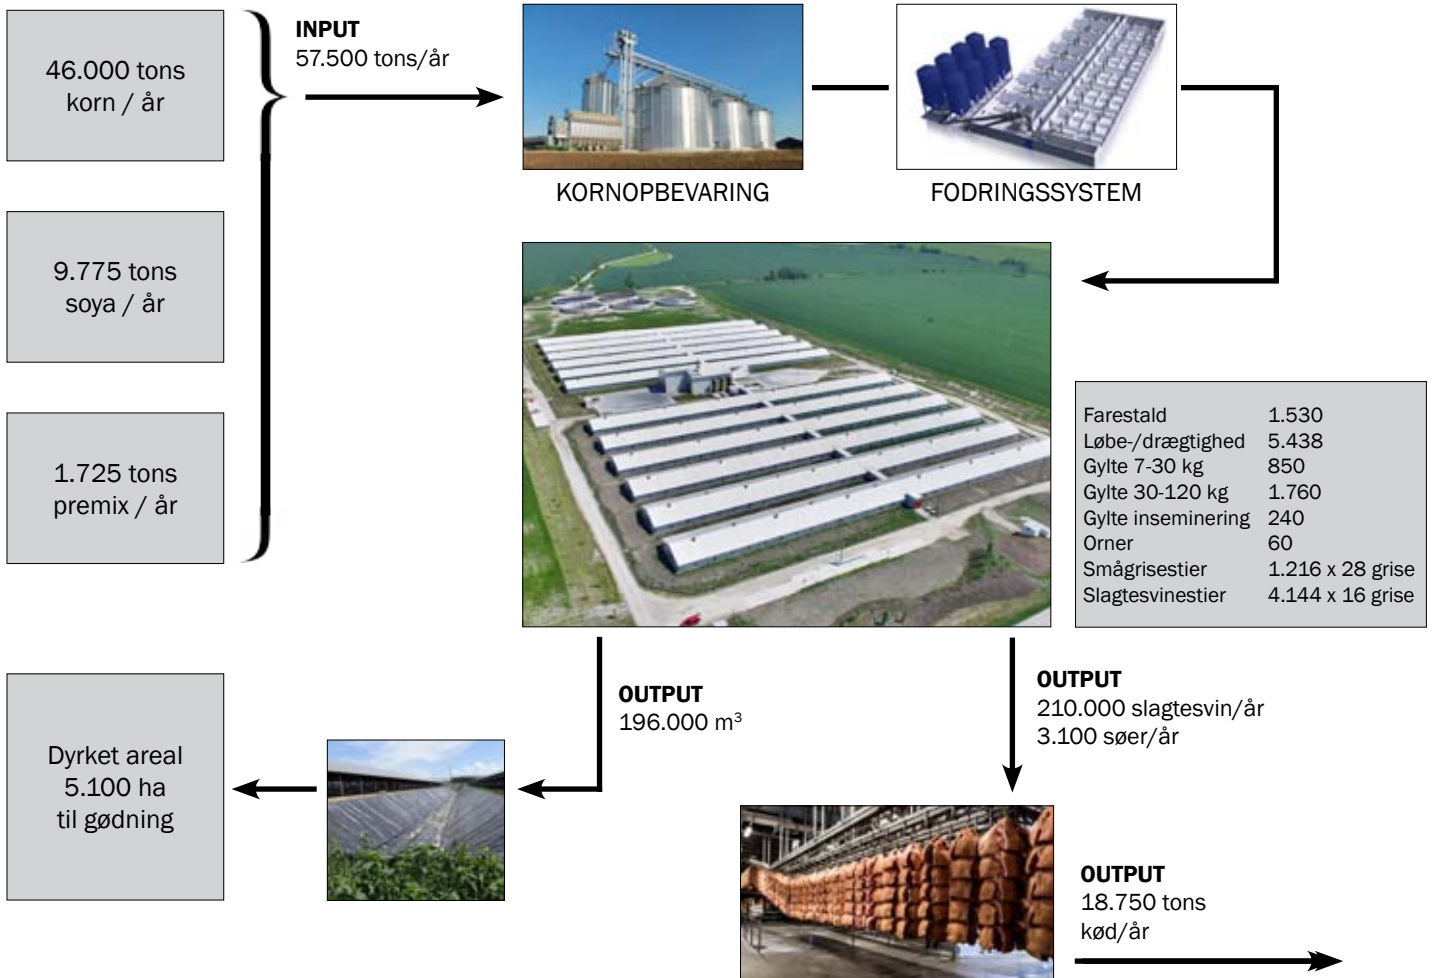 46.000 tons
korn / år
9.775 tons
soya / år
1.725 tons
premix / år
INPUT
57.500 tons/år
KORNOPBEVARING
FODRINGSSYSTEM
Farestald 1.530
Løbe-/drægtighed 5.438
Gylte 7-30 kg 850
Gylte 30-120 kg 1.760
Gylte inseminering 240
Orner 60
Smågrisestier 1.216 x 28 grise
Slagtesvinestier 4.144 x 16 grise
OUTPUT
196.000 m³
Dyrket areal
5.100 ha
til gødning
OUTPUT
210.000 slagtesvin/år
3.100 søer/år
OUTPUT
18.750 tons
kød/år